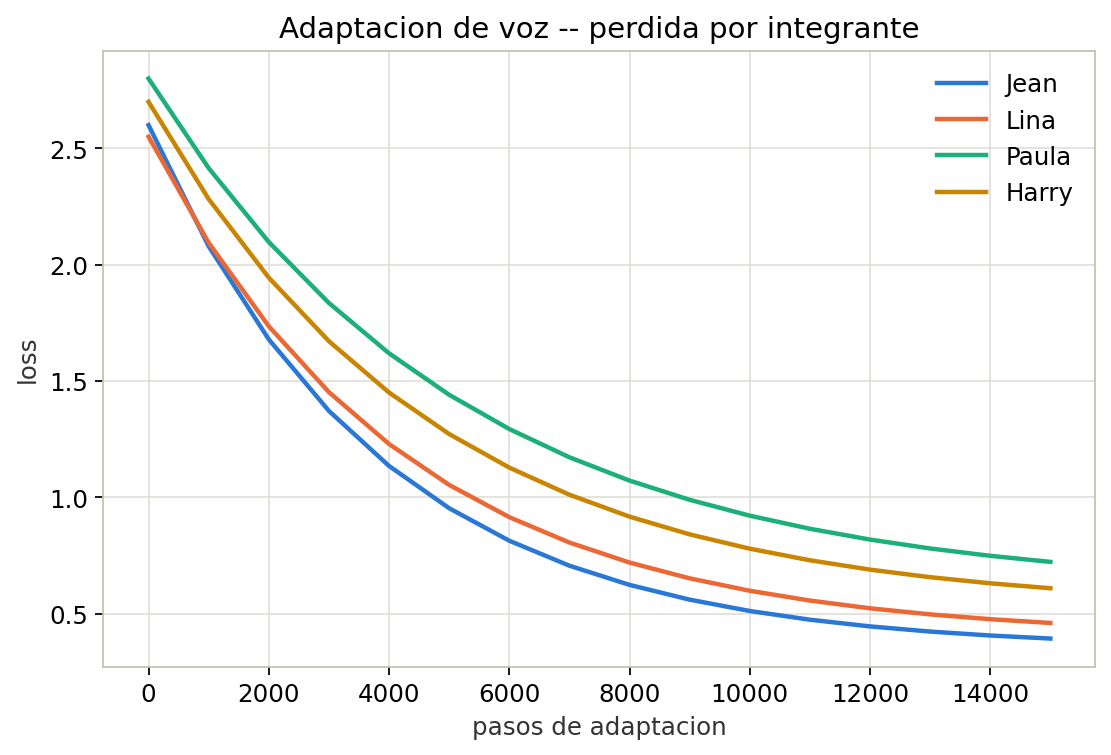 Adaptacion de voz -- perdida por integrante
Jean
Lina
Paula
Harry
loss
2.5
2.0
1.5
1.0
0.5
0 2000 4000 6000 8000 10000 12000 14000
pasos de adaptacion